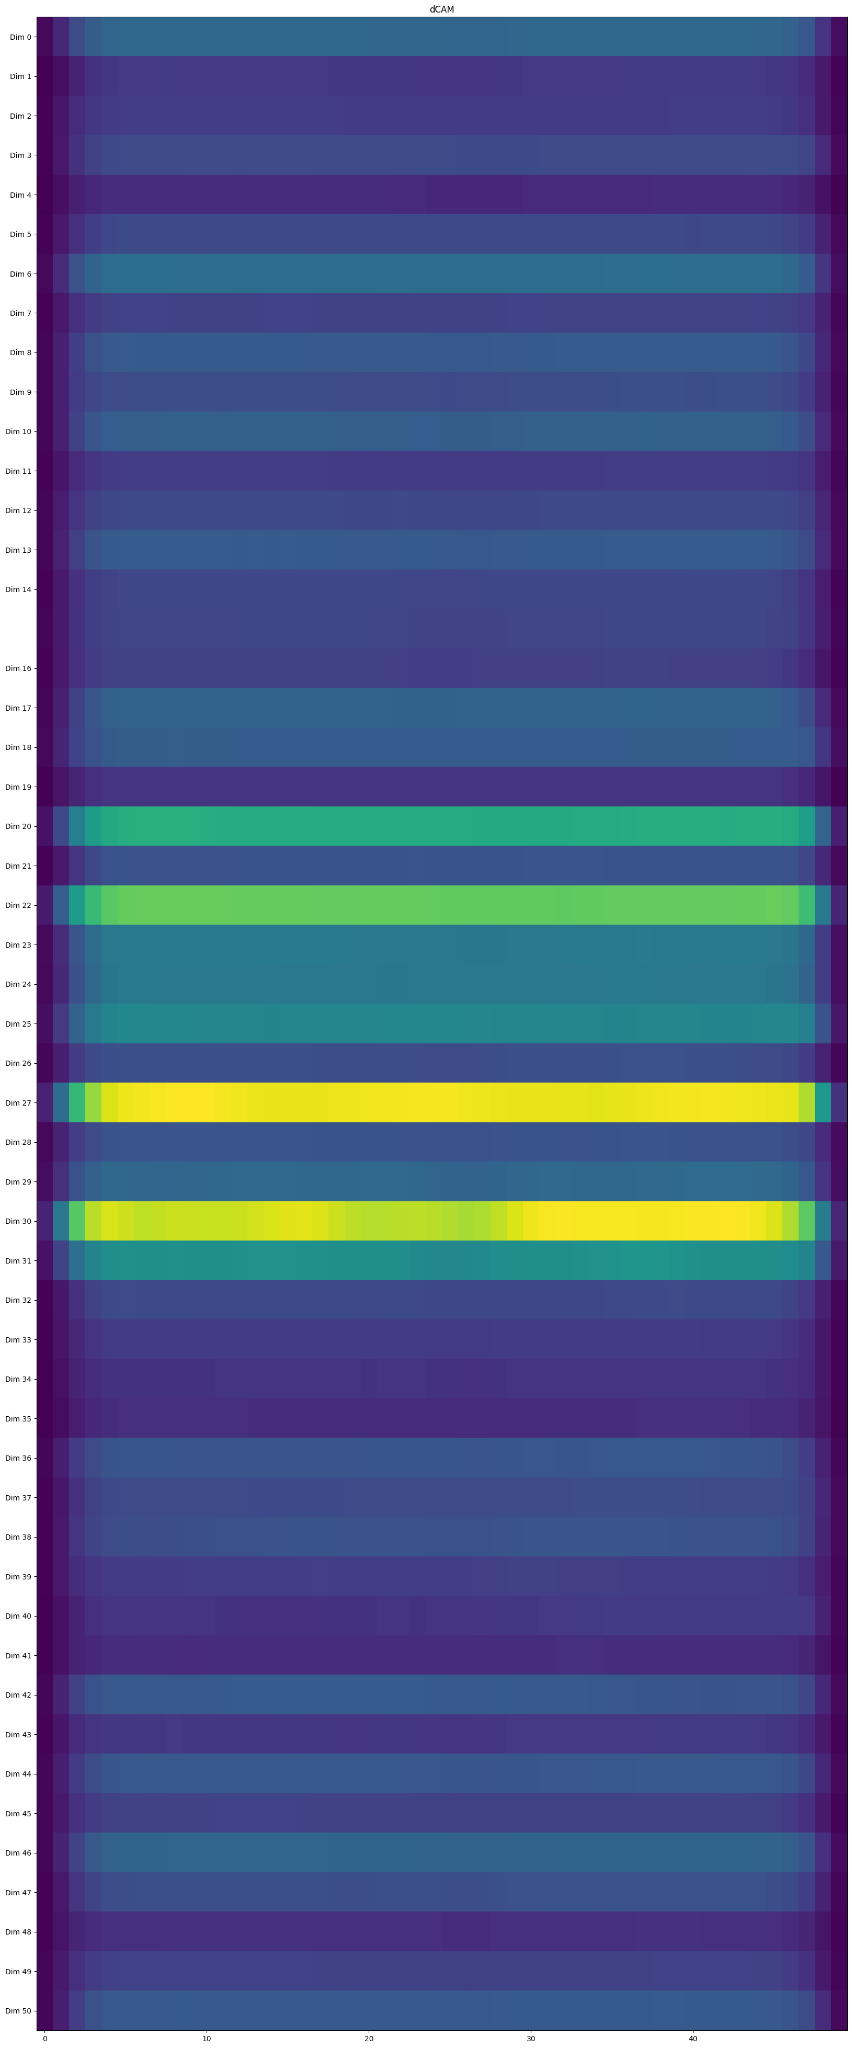 dCAM
Dim 0
Dim 1
Dim 2
Dim 3
Dim 4
Dim 5
Dim 6
Dim 7
Dim 8
Dim 9
Dim 10
Dim 11
Dim 12
Dim 13
Dim 14
Dim 16
Dim 17
Dim 18
Dim 19
Dim 20
Dim 21
Dim 22
Dim 23
Dim 24
Dim 25
Dim 26
Dim 27
Dim 28
Dim 29
Dim 30
Dim 31
Dim 32
Dim 33
Dim 34
Dim 35
Dim 36
Dim 37
Dim 38
Dim 39
Dim 40
Dim 41
Dim 42
Dim 43
Dim 44
Dim 45
Dim 46
Dim 47
Dim 48
Dim 49
Dim 50
0 10 20 30 40